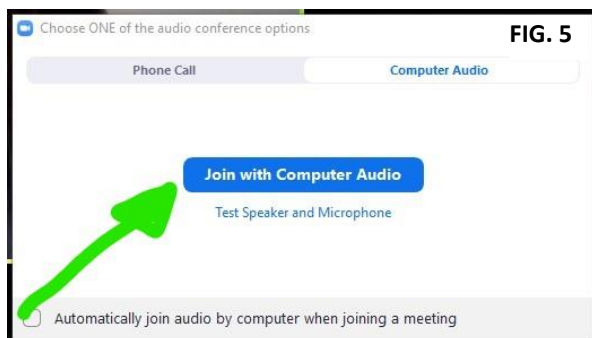 Choose ONE of the audio conference options
FIG. 5
Phone Call
Computer Audio
Join with Computer Audio
Test Speaker and Microphone
Automatically join audio by computer when joining a meeting